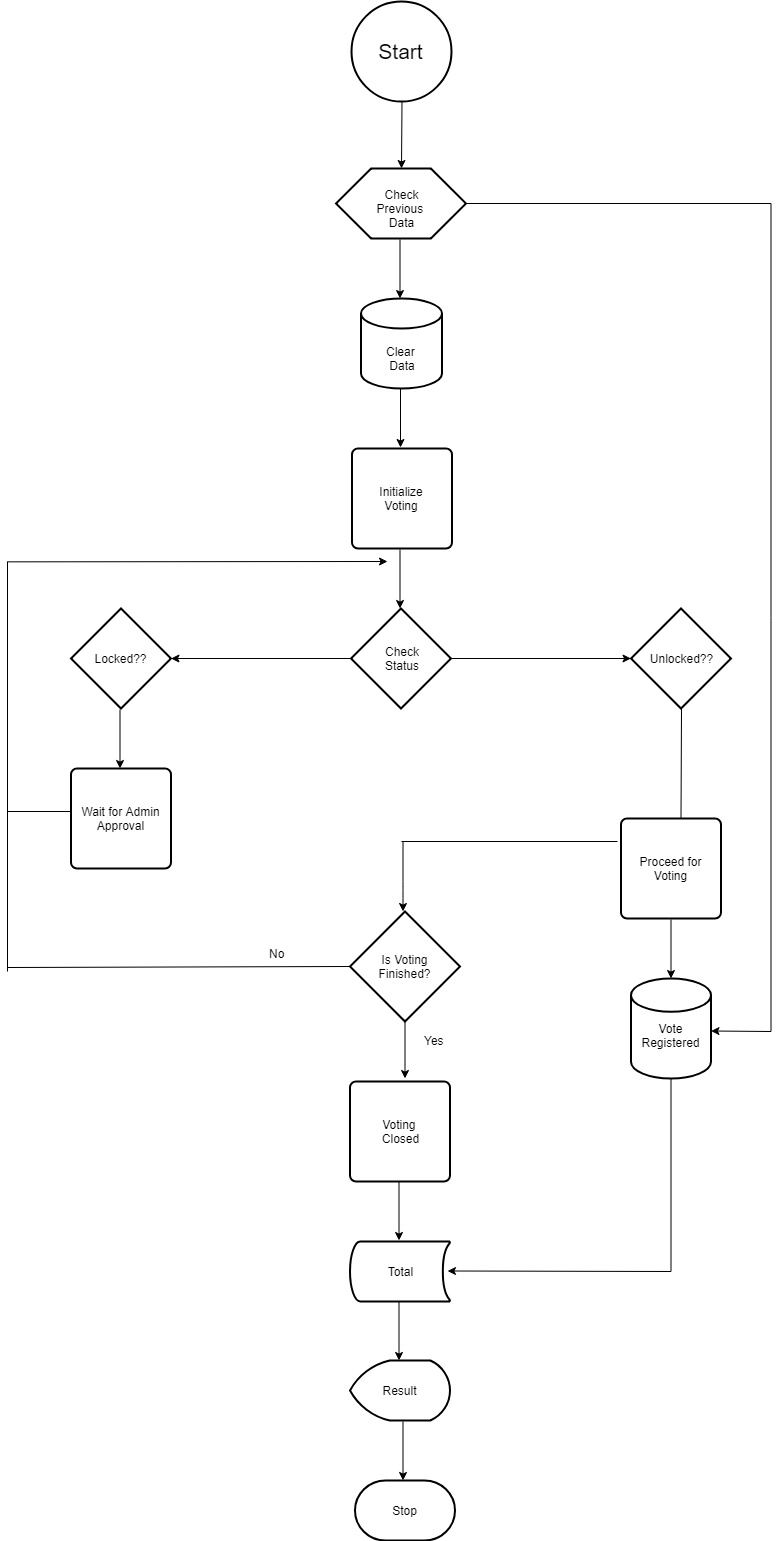 Start
Check
Previous
Data
Clear
Data
Initialize
Voting
Locked??
Check
Status
Unlocked??
Wait for Admin
Approval
Proceed for
Voting
No
Is Voting
Finished?
Yes
Vote
Registered
Voting
Closed
Total
Result
Stop